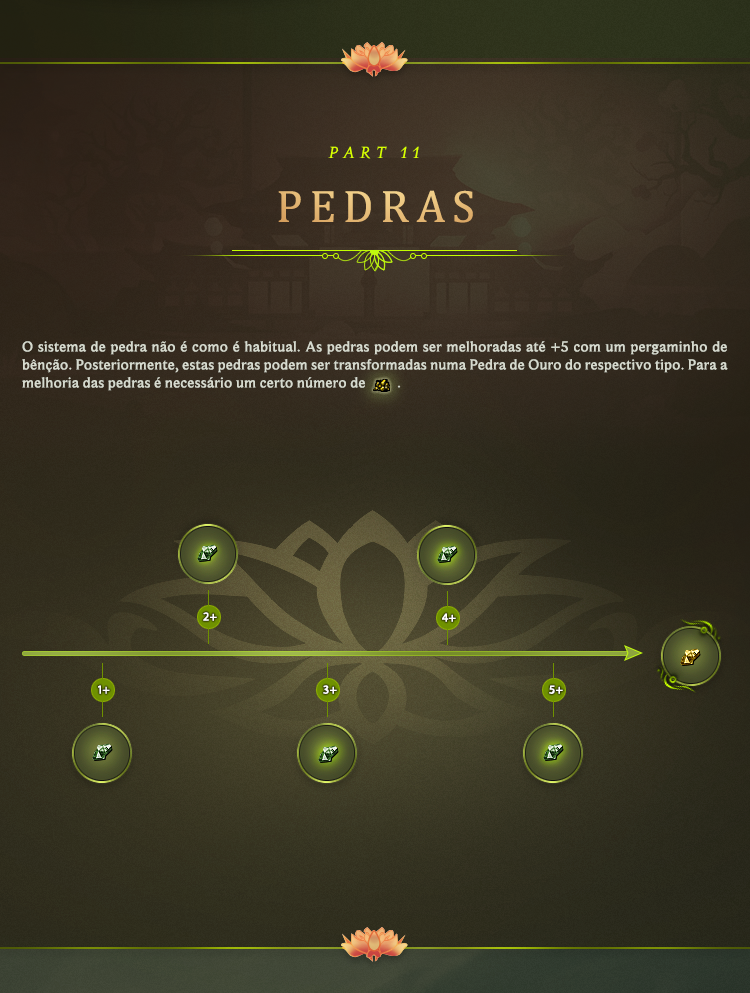 PART 11
PEDRAS
O sistema de pedra não é como é habitual. As pedras podem ser melhoradas até +5 com um pergaminho de
bênção. Posteriormente, estas pedras podem ser transformadas numa Pedra de Ouro do respectivo tipo. Para a
melhoria das pedras é necessário um certo número de .
2+
4+
1+
3+
5+